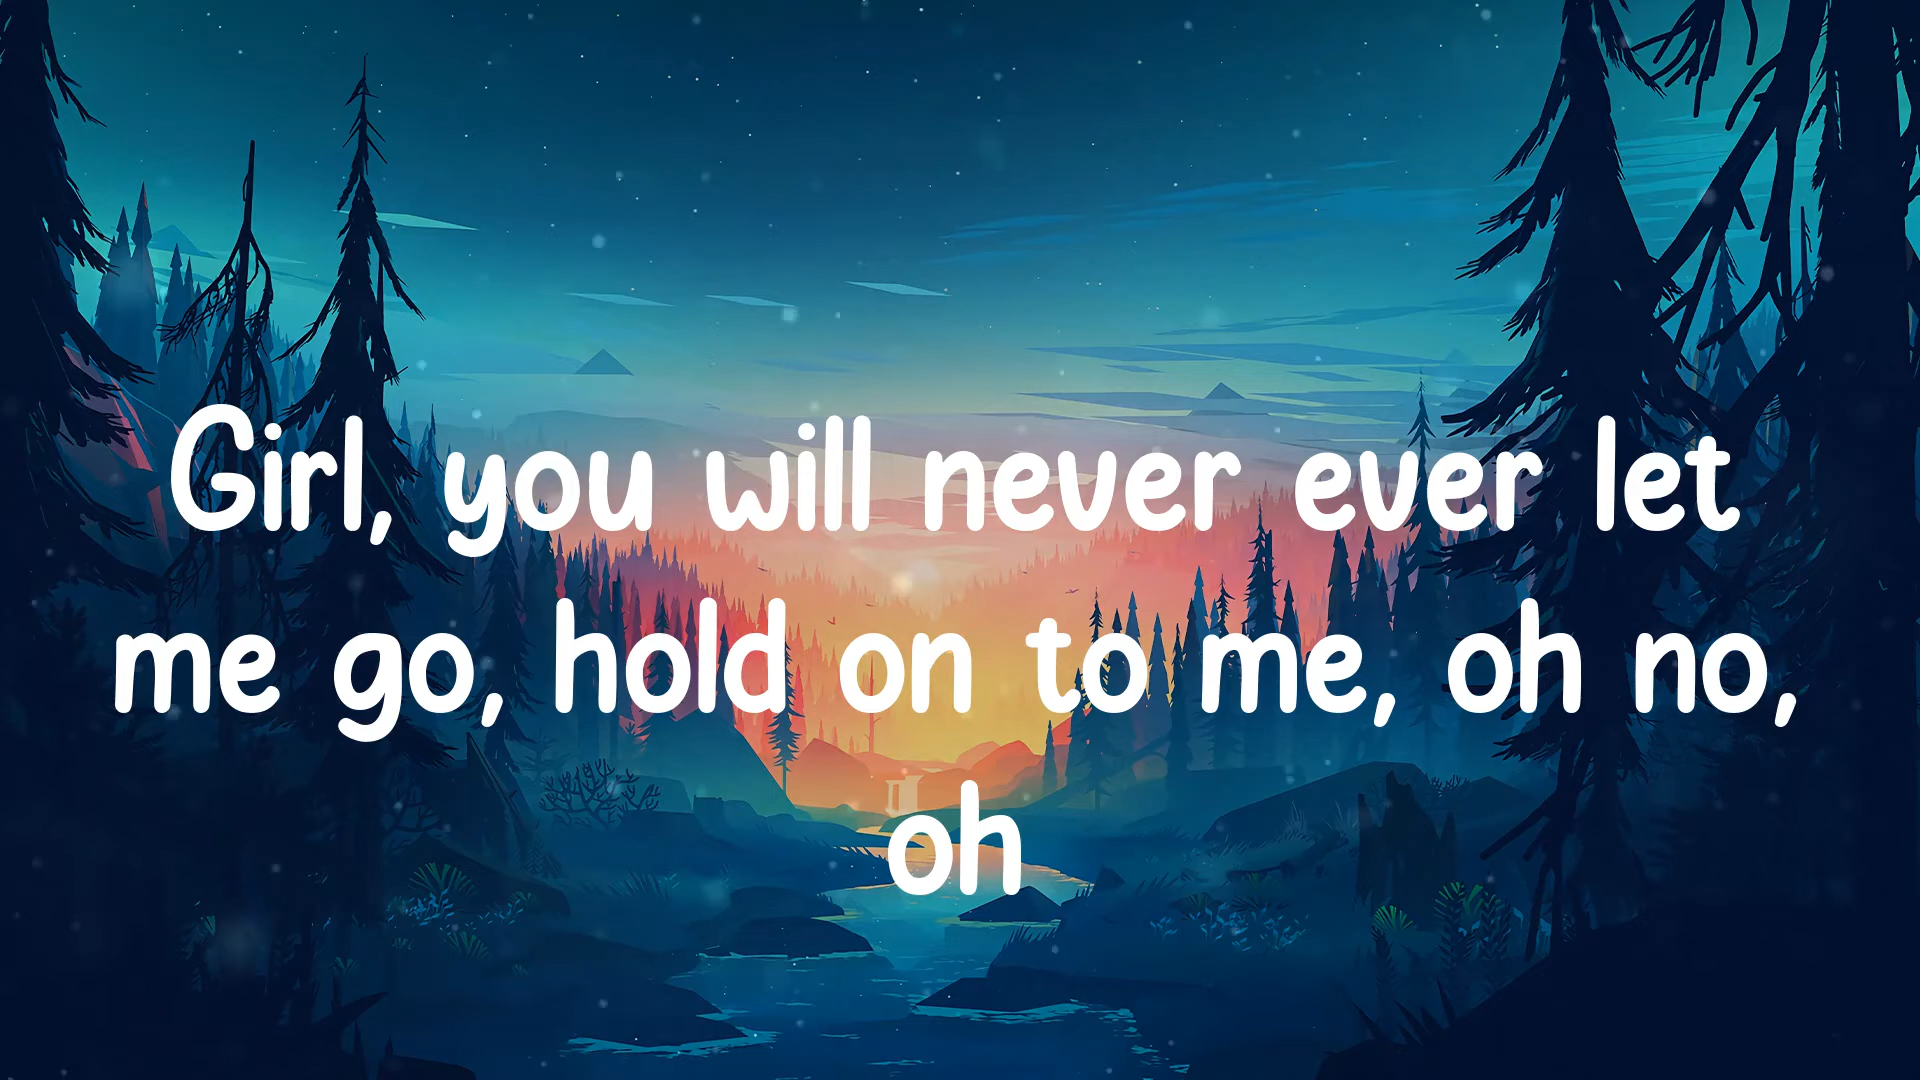 Girl, you will never ever let
me go, hold on to me, oh no,
oh